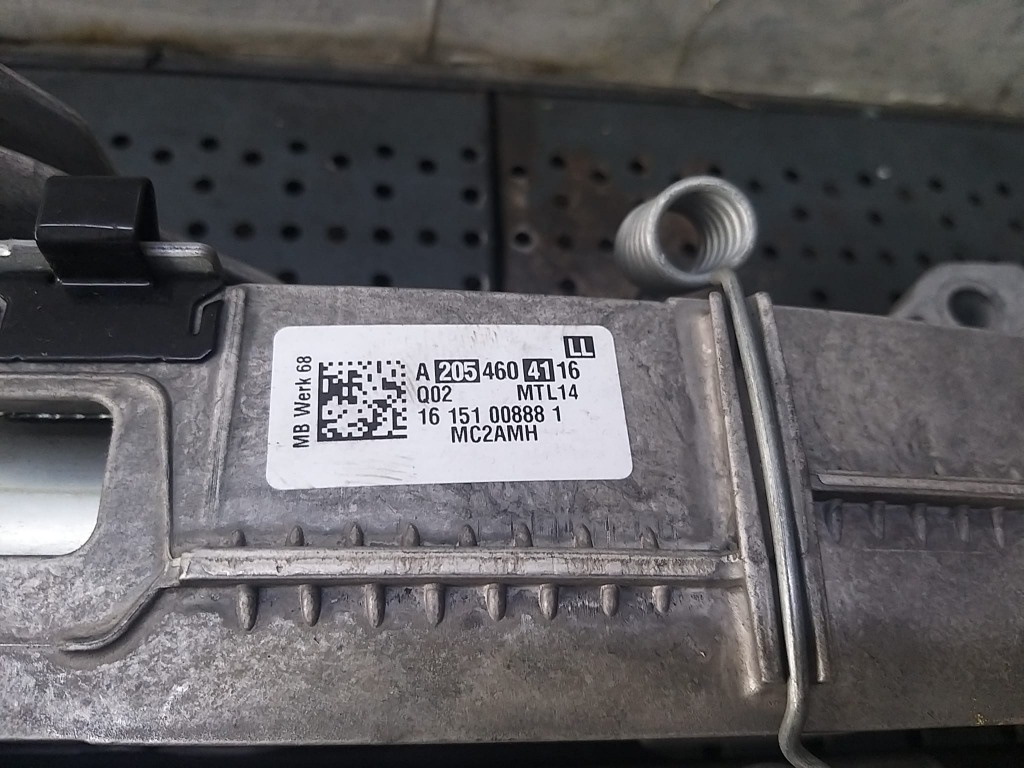 LL
A 205 460 41 16
Q02 MTL14
16 151 00888 1
MC2AMH
MB Werk 68